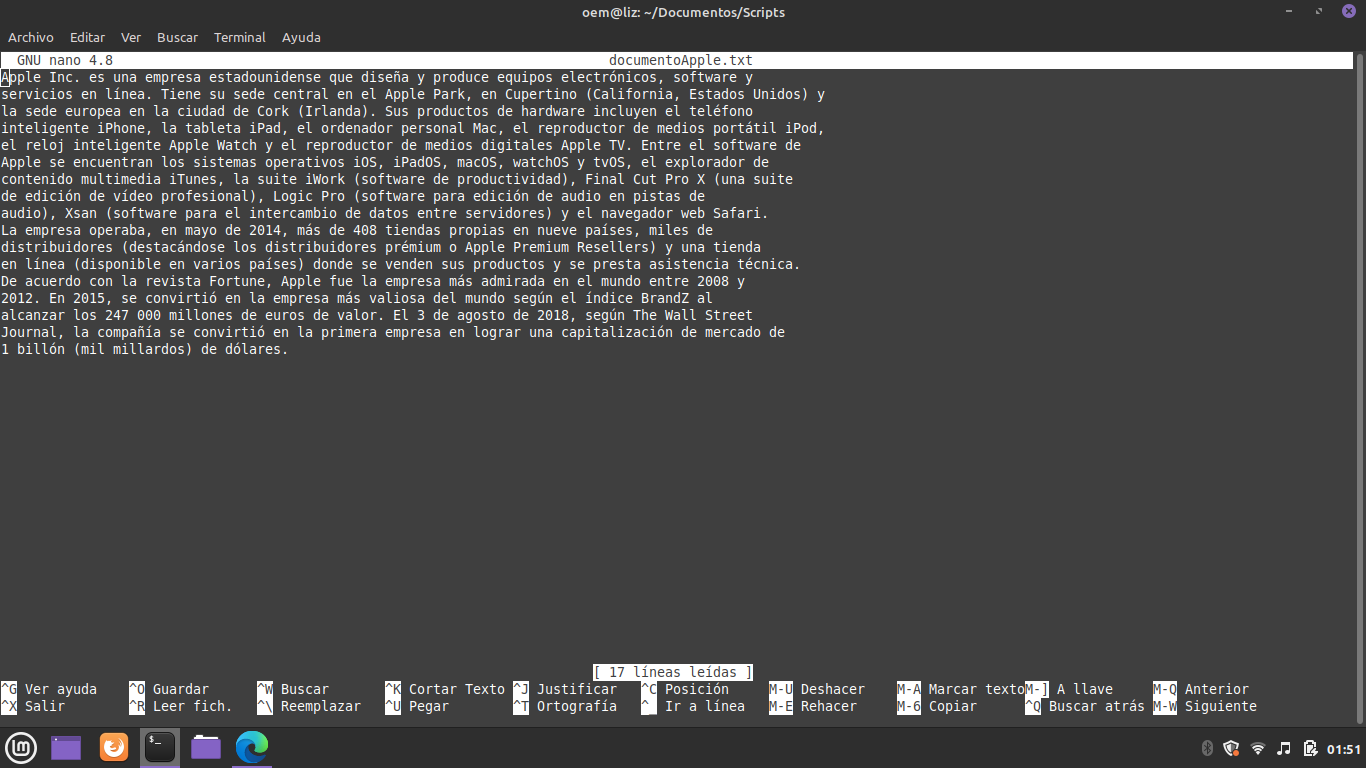 oem@liz: ~/Documentos/Scripts
Archivo Editar Ver Buscar Terminal Ayuda
GNU nano 4.8 documentoApple.txt
Apple Inc. es una empresa estadounidense que diseña y produce equipos electrónicos, software y
servicios en línea. Tiene su sede central en el Apple Park, en Cupertino (California, Estados Unidos) y
la sede europea en la ciudad de Cork (Irlanda). Sus productos de hardware incluyen el teléfono
inteligente iPhone, la tableta iPad, el ordenador personal Mac, el reproductor de medios portátil iPod,
el reloj inteligente Apple Watch y el reproductor de medios digitales Apple TV. Entre el software de
Apple se encuentran los sistemas operativos iOS, iPadOS, macOS, watchOS y tvOS, el explorador de
contenido multimedia iTunes, la suite iWork (software de productividad), Final Cut Pro X (una suite
de edición de vídeo profesional), Logic Pro (software para edición de audio en pistas de
audio), Xsan (software para el intercambio de datos entre servidores) y el navegador web Safari.
La empresa operaba, en mayo de 2014, más de 408 tiendas propias en nueve países, miles de
distribuidores (destacándose los distribuidores prémium o Apple Premium Resellers) y una tienda
en línea (disponible en varios países) donde se venden sus productos y se presta asistencia técnica.
De acuerdo con la revista Fortune, Apple fue la empresa más admirada en el mundo entre 2008 y
2012. En 2015, se convirtió en la empresa más valiosa del mundo según el índice BrandZ al
alcanzar los 247 000 millones de euros de valor. El 3 de agosto de 2018, según The Wall Street
Journal, la compañía se convirtió en la primera empresa en lograr una capitalización de mercado de
1 billón (mil millardos) de dólares.
[ 17 líneas leídas ]
^G Ver ayuda ^O Guardar ^W Buscar ^K Cortar Texto ^J Justificar ^C Posición M-U Deshacer M-A Marcar texto M-] A llave M-Q Anterior
^X Salir ^R Leer fich. ^\ Reemplazar ^U Pegar ^T Ortografía ^_ Ir a línea M-E Rehacer M-6 Copiar ^Q Buscar atrás M-W Siguiente
01:51